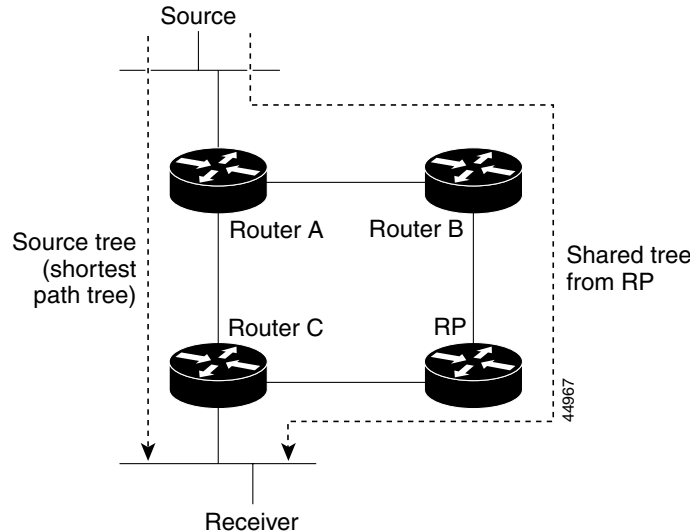 Source
Router A
Router B
Source tree
(shortest
path tree)
Shared tree
from RP
Router C
RP
44967
Receiver